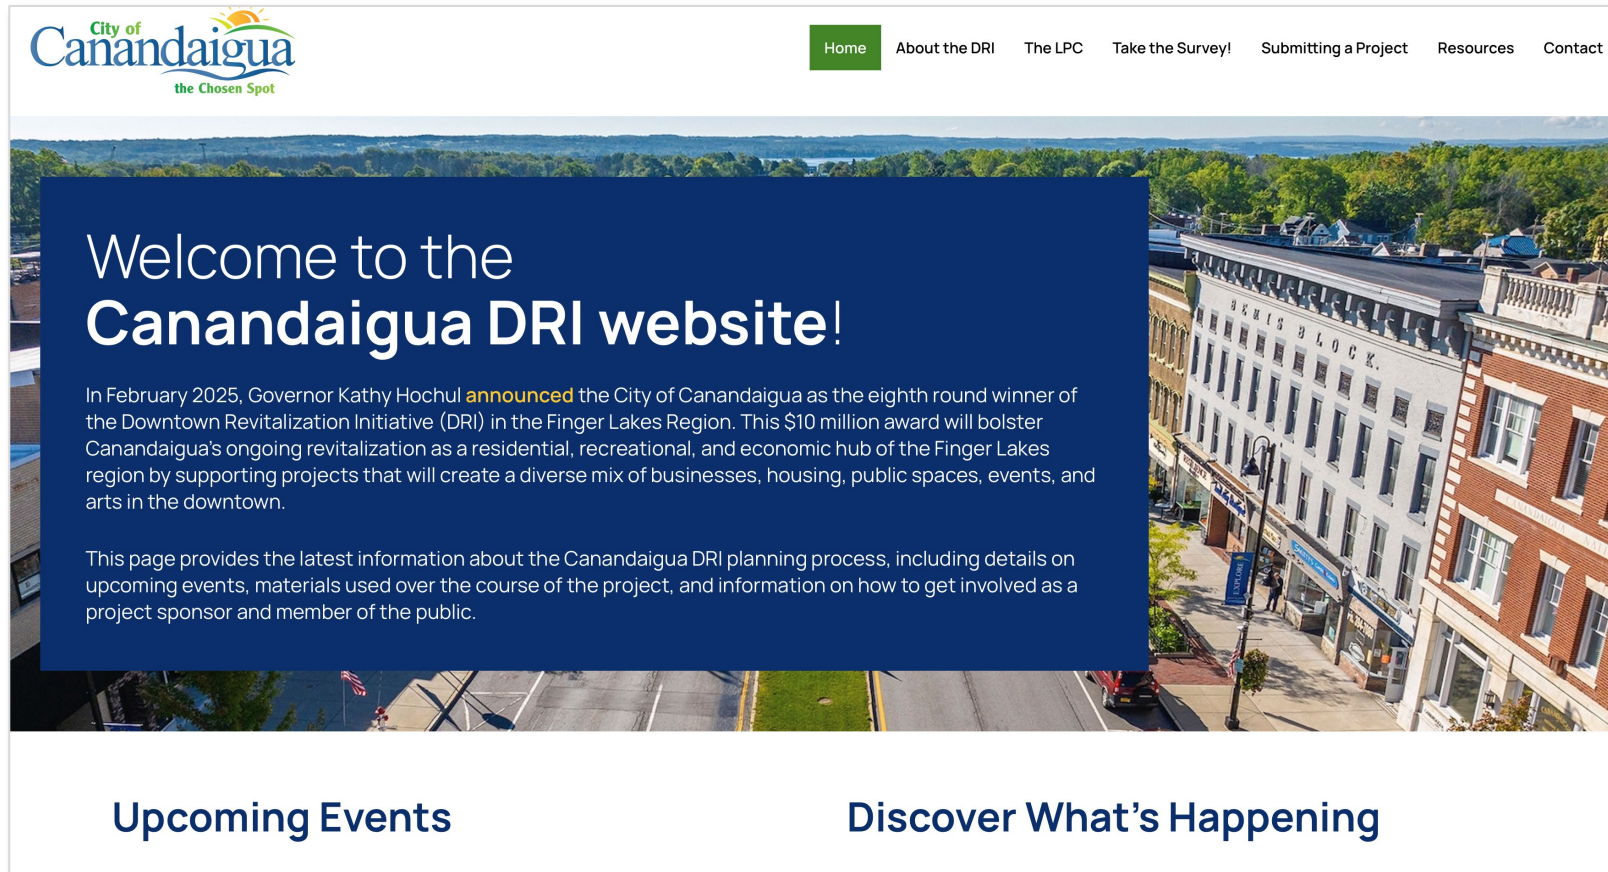 City of
Canandaigua
the Chosen Spot
Home About the DRI The LPC Take the Survey! Submitting a Project Resources Contact
Welcome to the
Canandaigua DRI website!
In February 2025, Governor Kathy Hochul announced the City of Canandaigua as the eighth round winner of
the Downtown Revitalization Initiative (DRI) in the Finger Lakes Region. This $10 million award will bolster
Canandaigua's ongoing revitalization as a residential, recreational, and economic hub of the Finger Lakes
region by supporting projects that will create a diverse mix of businesses, housing, public spaces, events, and
arts in the downtown.
This page provides the latest information about the Canandaigua DRI planning process, including details on
upcoming events, materials used over the course of the project, and information on how to get involved as a
project sponsor and member of the public.
BEMIS BLOCK.
CANANDAIGUA
EXPLORE
Upcoming Events
Discover What's Happening